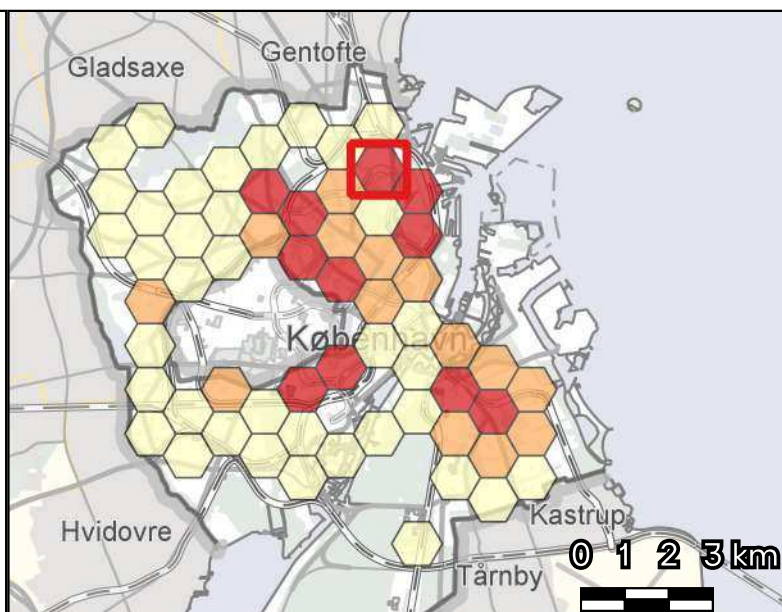 Gentofte
Gladsaxe
København
Hvidovre
Kastrup
0 1 2 3 km
Tårnby